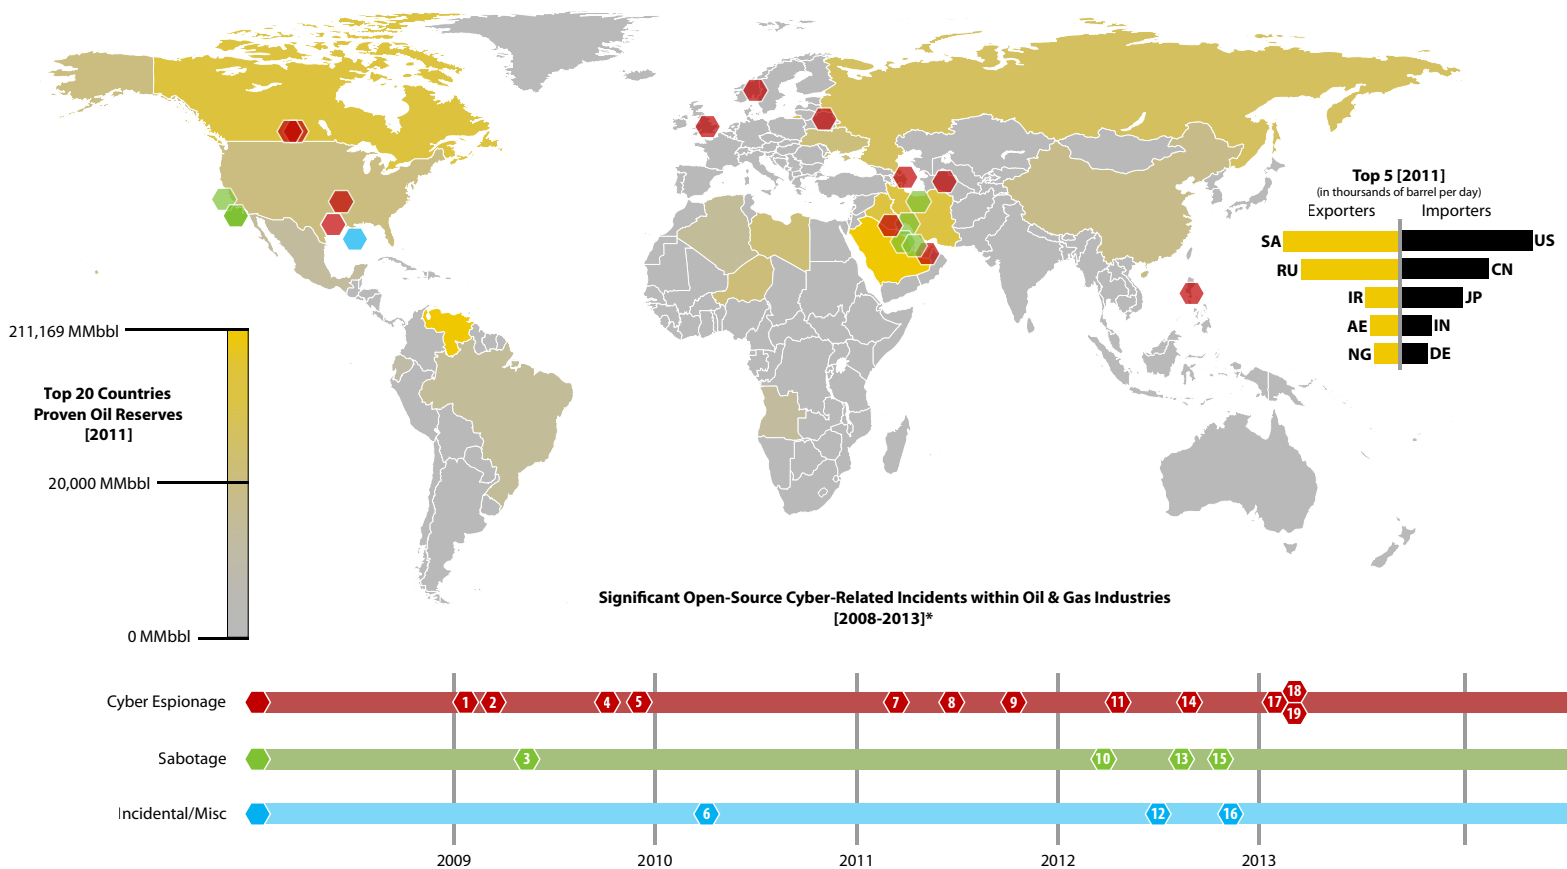 Top 5 [2011]
(in thoursands of barrel per day)
Exporters Importers
SA US
RU CN
IR JP
AE IN
NG DE
211,169 MMbbl
Top 20 Countries
Proven Oil Reserves
[2011]
20,000 MMbbl
0 MMbbl
Significant Open-Source Cyber-Related Incidents within Oil & Gas Industries
[2008-2013]*
Cyber Espionage 1 2 4 5 7 8 9 11 14 17 18 19
Sabotage 3 10 13 15
Incidental/Misc 6 12 16
2009 2010 2011 2012 2013